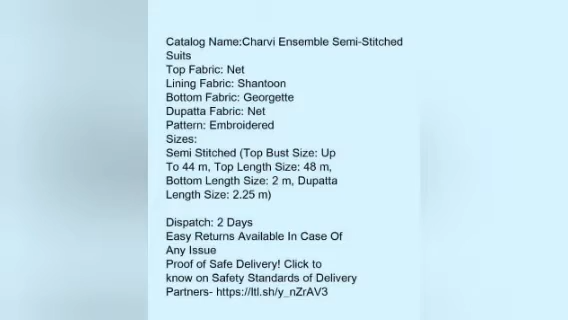 Catalog Name:Charvi Ensemble Semi-Stitched
Suits
Top Fabric: Net
Lining Fabric: Shantoon
Bottom Fabric: Georgette
Dupatta Fabric: Net
Pattern: Embroidered
Sizes:
Semi Stitched (Top Bust Size: Up
To 44 m, Top Length Size: 48 m,
Bottom Length Size: 2 m, Dupatta
Length Size: 2.25 m)
Dispatch: 2 Days
Easy Returns Available In Case Of
Any Issue
Proof of Safe Delivery! Click to
know on Safety Standards of Delivery
Partners- https://ltl.sh/y_nZrAV3